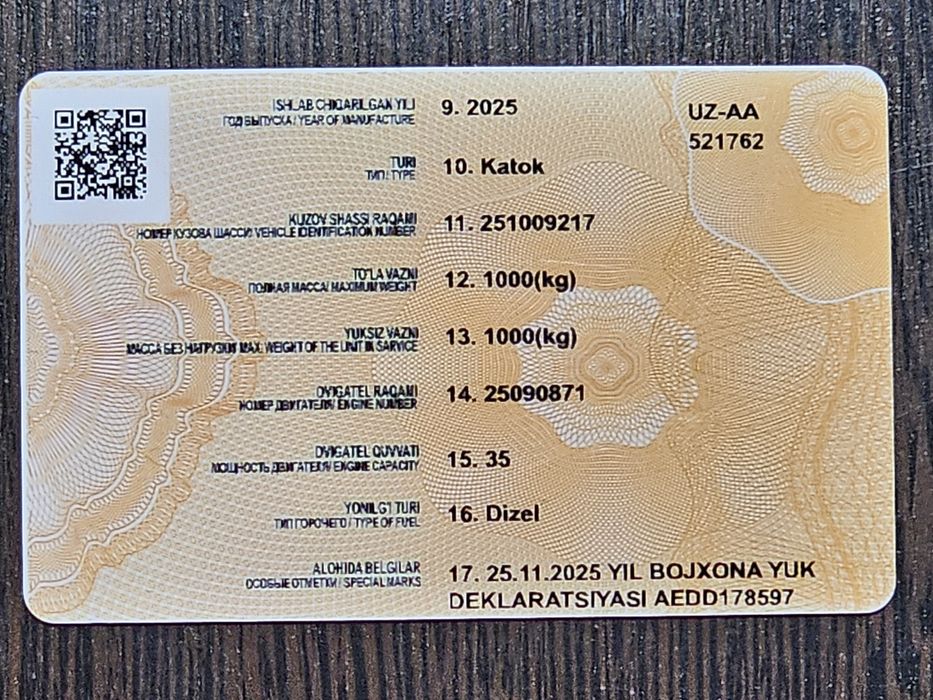 ISHLAB CHIQARILGAN YILI 9. 2025
ГОД ВЫПУСКА / YEAR OF MANUFACTURE
UZ-AA
521762
TURI 10. Katok
ТИП / TYPE
KUZOV SHASSI RAQAMI 11. 251009217
НОМЕР КУЗОВА ШАССИ/ VEHICLE IDENTIFICATION NUMBER
TO'LA VAZNI 12. 1000(kg)
ПОЛНАЯ МАССА/ MAXIMUM WEIGHT
YUKSIZ VAZNI 13. 1000(kg)
МАССА БЕЗ НАГРУЗКИ/ MAX. WEIGHT OF THE UNIT IN SARVICE
DVIGATEL RAQAMI 14. 25090871
НОМЕР ДВИГАТЕЛЯ/ ENGINE NUMBER
DVIGATEL QUVVATI 15. 35
МОЩНОСТЬ ДВИГАТЕЛЯ/ ENGINE CAPACITY
YONILG'I TURI 16. Dizel
ТИП ГОРЮЧЕГО / TYPE OF FUEL
ALOHIDA BELGILAR 17. 25.11.2025 YIL BOJXONA YUK
ОСОБЫЕ ОТМЕТКИ / SPECIAL MARKS
DEKLARATSIYASI AEDD178597